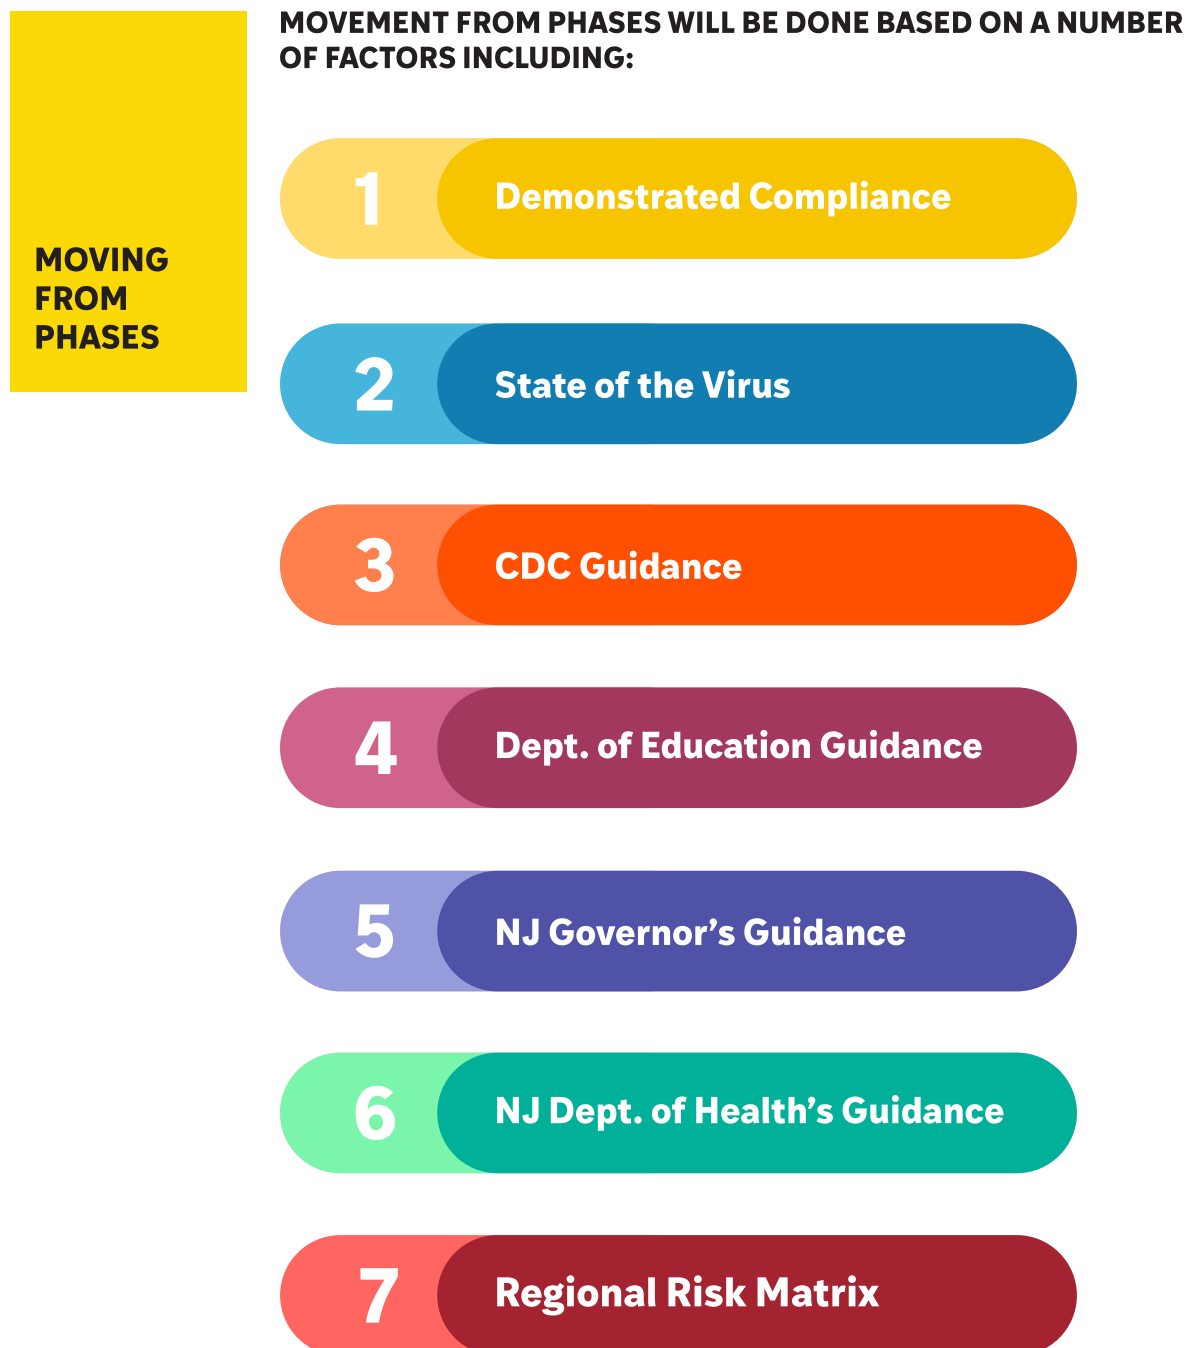 MOVING
FROM
PHASES
MOVEMENT FROM PHASES WILL BE DONE BASED ON A NUMBER
OF FACTORS INCLUDING:
1 Demonstrated Compliance
2 State of the Virus
3 CDC Guidance
4 Dept. of Education Guidance
5 NJ Governor’s Guidance
6 NJ Dept. of Health’s Guidance
7 Regional Risk Matrix